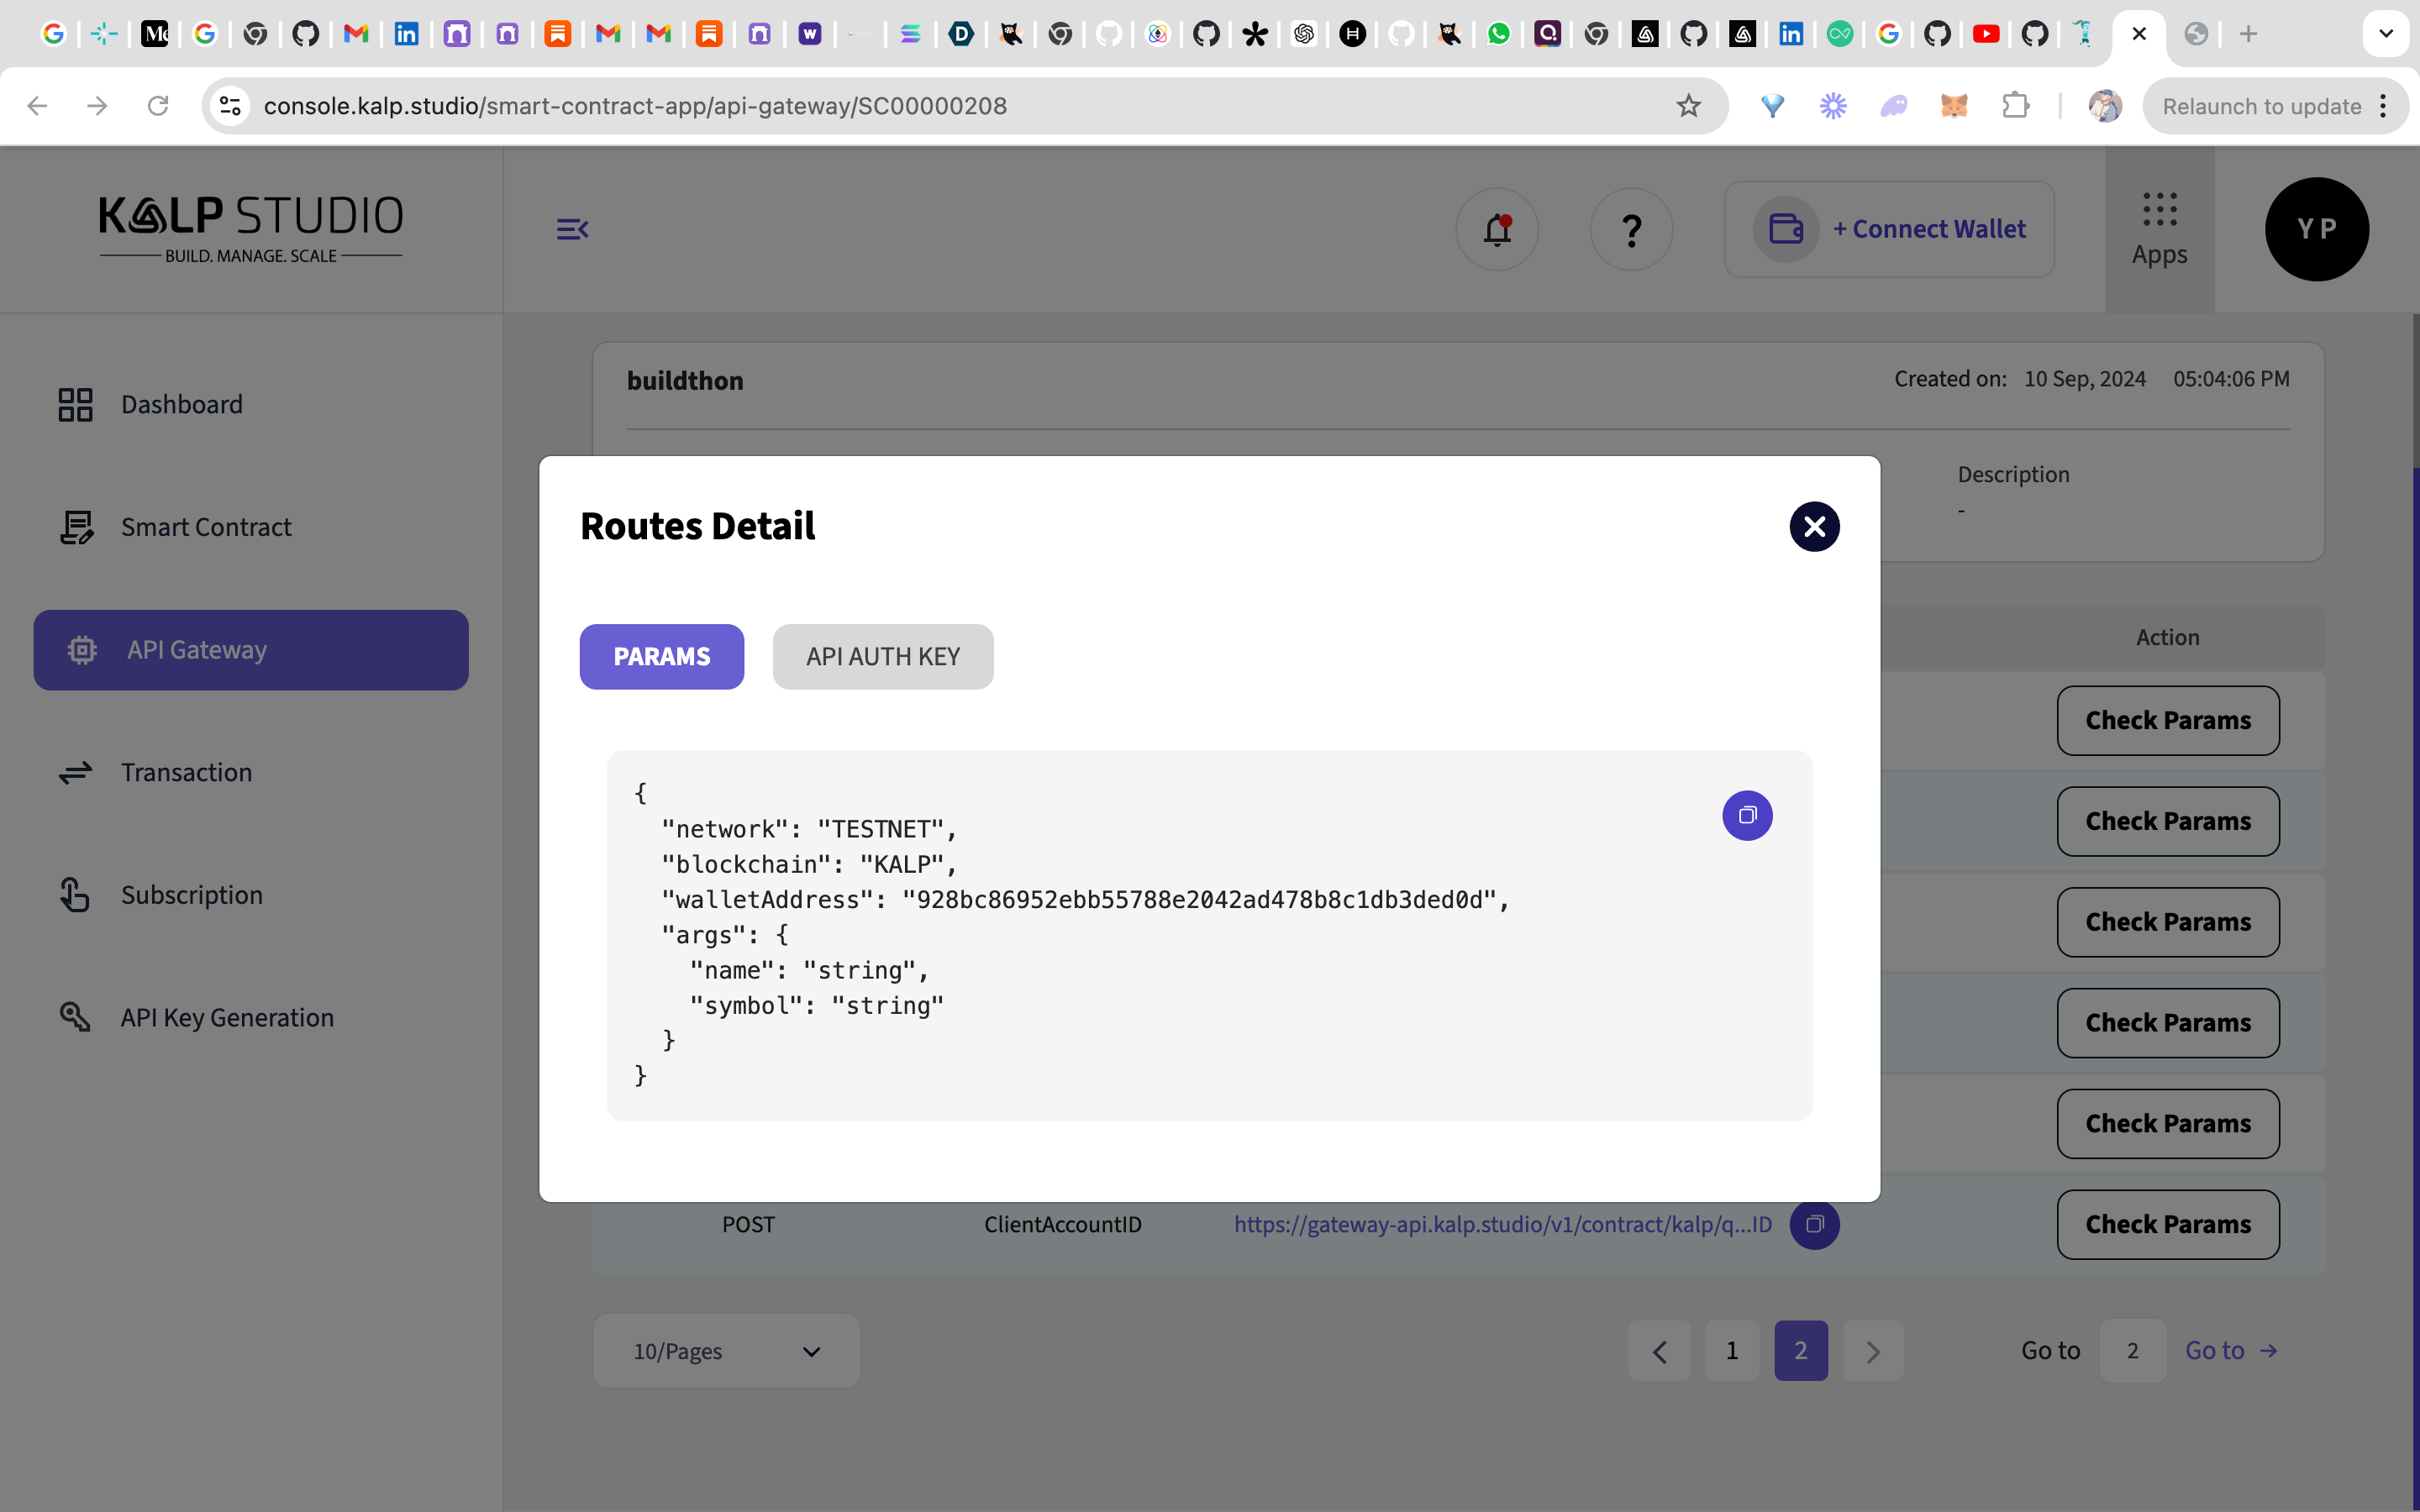 console.kalp.studio/smart-contract-app/api-gateway/SC00000208
Relaunch to update
KALP STUDIO
BUILD. MANAGE. SCALE
?
+ Connect Wallet
Apps
Y P
Dashboard
Smart Contract
API Gateway
Transaction
Subscription
API Key Generation
buildthon
Created on: 10 Sep, 2024 05:04:06 PM
Description
-
Action
Check Params
Check Params
Check Params
Check Params
Check Params
Routes Detail
PARAMS
API AUTH KEY
{
"network": "TESTNET",
"blockchain": "KALP",
"walletAddress": "928bc86952ebb55788e2042ad478b8c1db3ded0d",
"args": {
"name": "string",
"symbol": "string"
}
}
POST ClientAccountID https://gateway-api.kalp.studio/v1/contract/kalp/q...ID Check Params
10/Pages
1 2
Go to 2 Go to